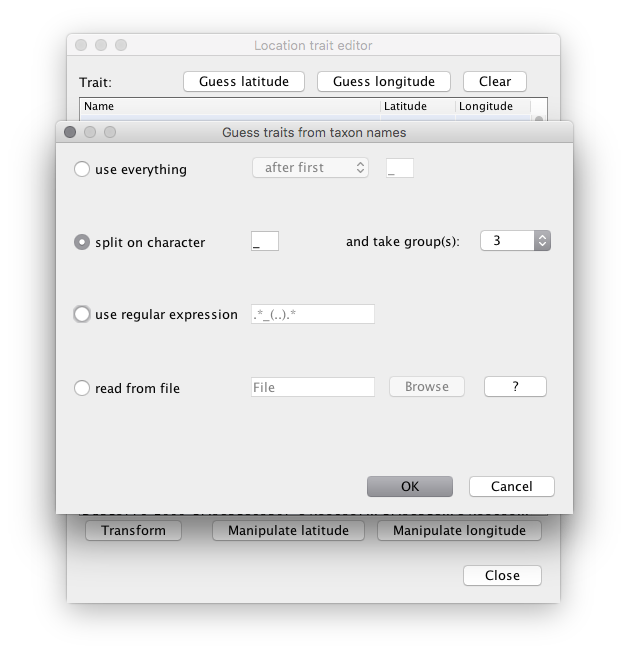 Location trait editor
Trait: Guess latitude Guess longitude Clear
Name Latitude Longitude
Guess traits from taxon names
use everything after first _
split on character _ and take group(s): 3
use regular expression .*_(..).*
read from file File Browse ?
OK Cancel
Transform Manipulate latitude Manipulate longitude
Close